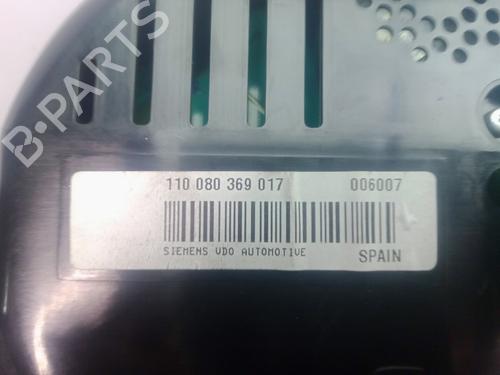 B-PARTS
110 080 369 017 006007
SIEMENS VDO AUTOMOTIVE SPAIN